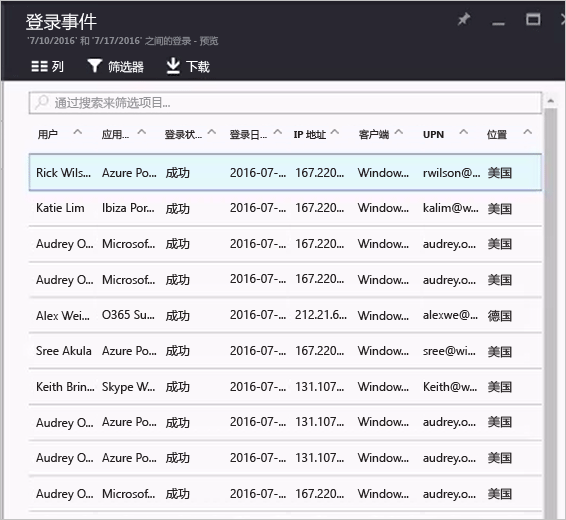 登录事件
'7/10/2016' 和 '7/17/2016' 之间的登录 - 预览
列 筛选器 下载
通过搜索来筛选项目...
用户 应用... 登录状... 登录日... IP 地址 客户端 UPN 位置
Rick Wils... Azure Po... 成功 2016-07-... 167.220... Window... rwilson@... 美国
Katie Lim Ibiza Por... 成功 2016-07-... 167.220... Window... kalim@w... 美国
Audrey O... Microsof... 成功 2016-07-... 167.220... Window... audrey.o... 美国
Audrey O... Microsof... 成功 2016-07-... 167.220... Window... audrey.o... 美国
Alex Wei... O365 Su... 成功 2016-07-... 212.21.6... Window... alexwe@... 德国
Sree Akula Azure Po... 成功 2016-07-... 167.220... Window... sree@wi... 美国
Keith Brin... Skype W... 成功 2016-07-... 131.107... Window... Keith@w... 美国
Audrey O... Azure Po... 成功 2016-07-... 131.107... Window... audrey.o... 美国
Audrey O... Azure Po... 成功 2016-07-... 131.107... Window... audrey.o... 美国
Audrey O... Microsof... 成功 2016-07-... 167.220... Window... audrey.o... 美国